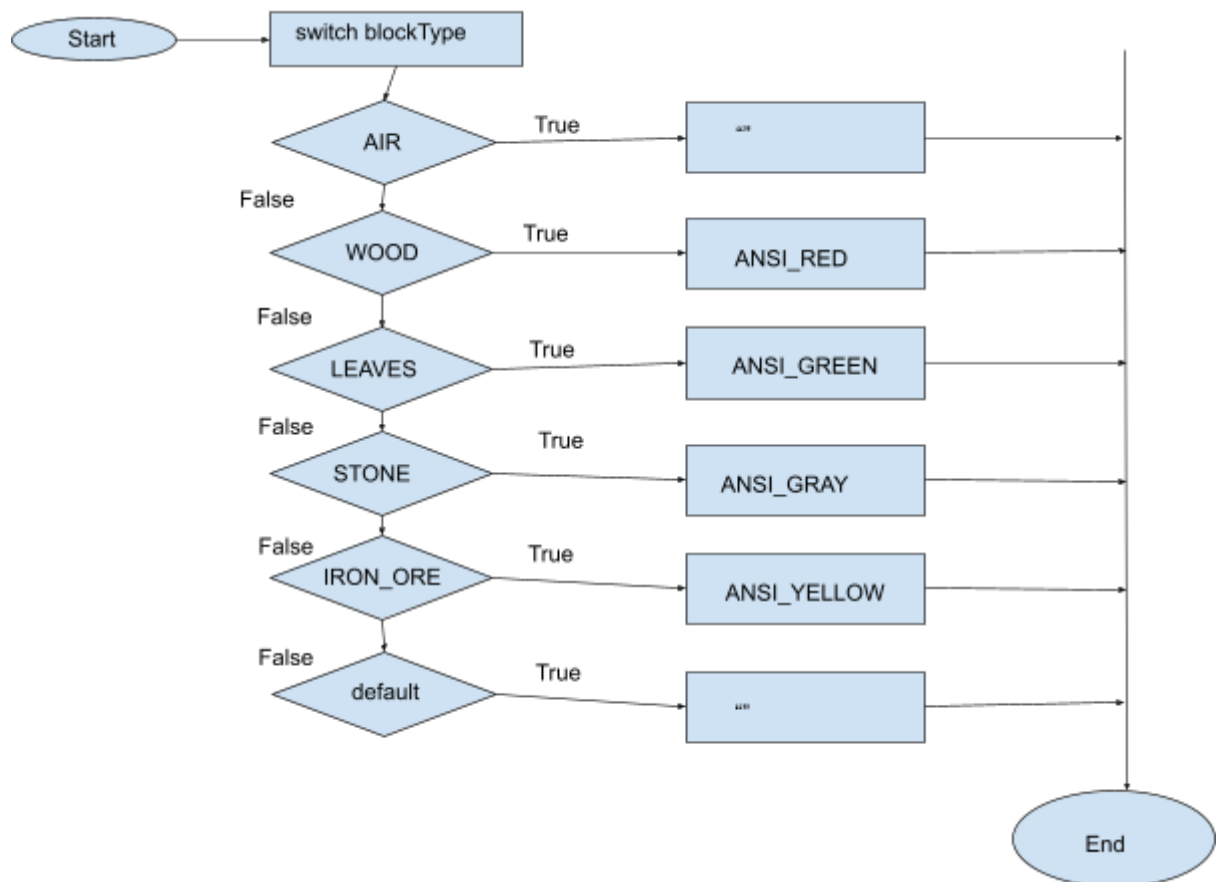 Start
switch blockType
AIR
True
“”
False
WOOD
True
ANSI_RED
False
LEAVES
True
ANSI_GREEN
False
STONE
True
ANSI_GRAY
False
IRON_ORE
True
ANSI_YELLOW
False
default
True
“”
End